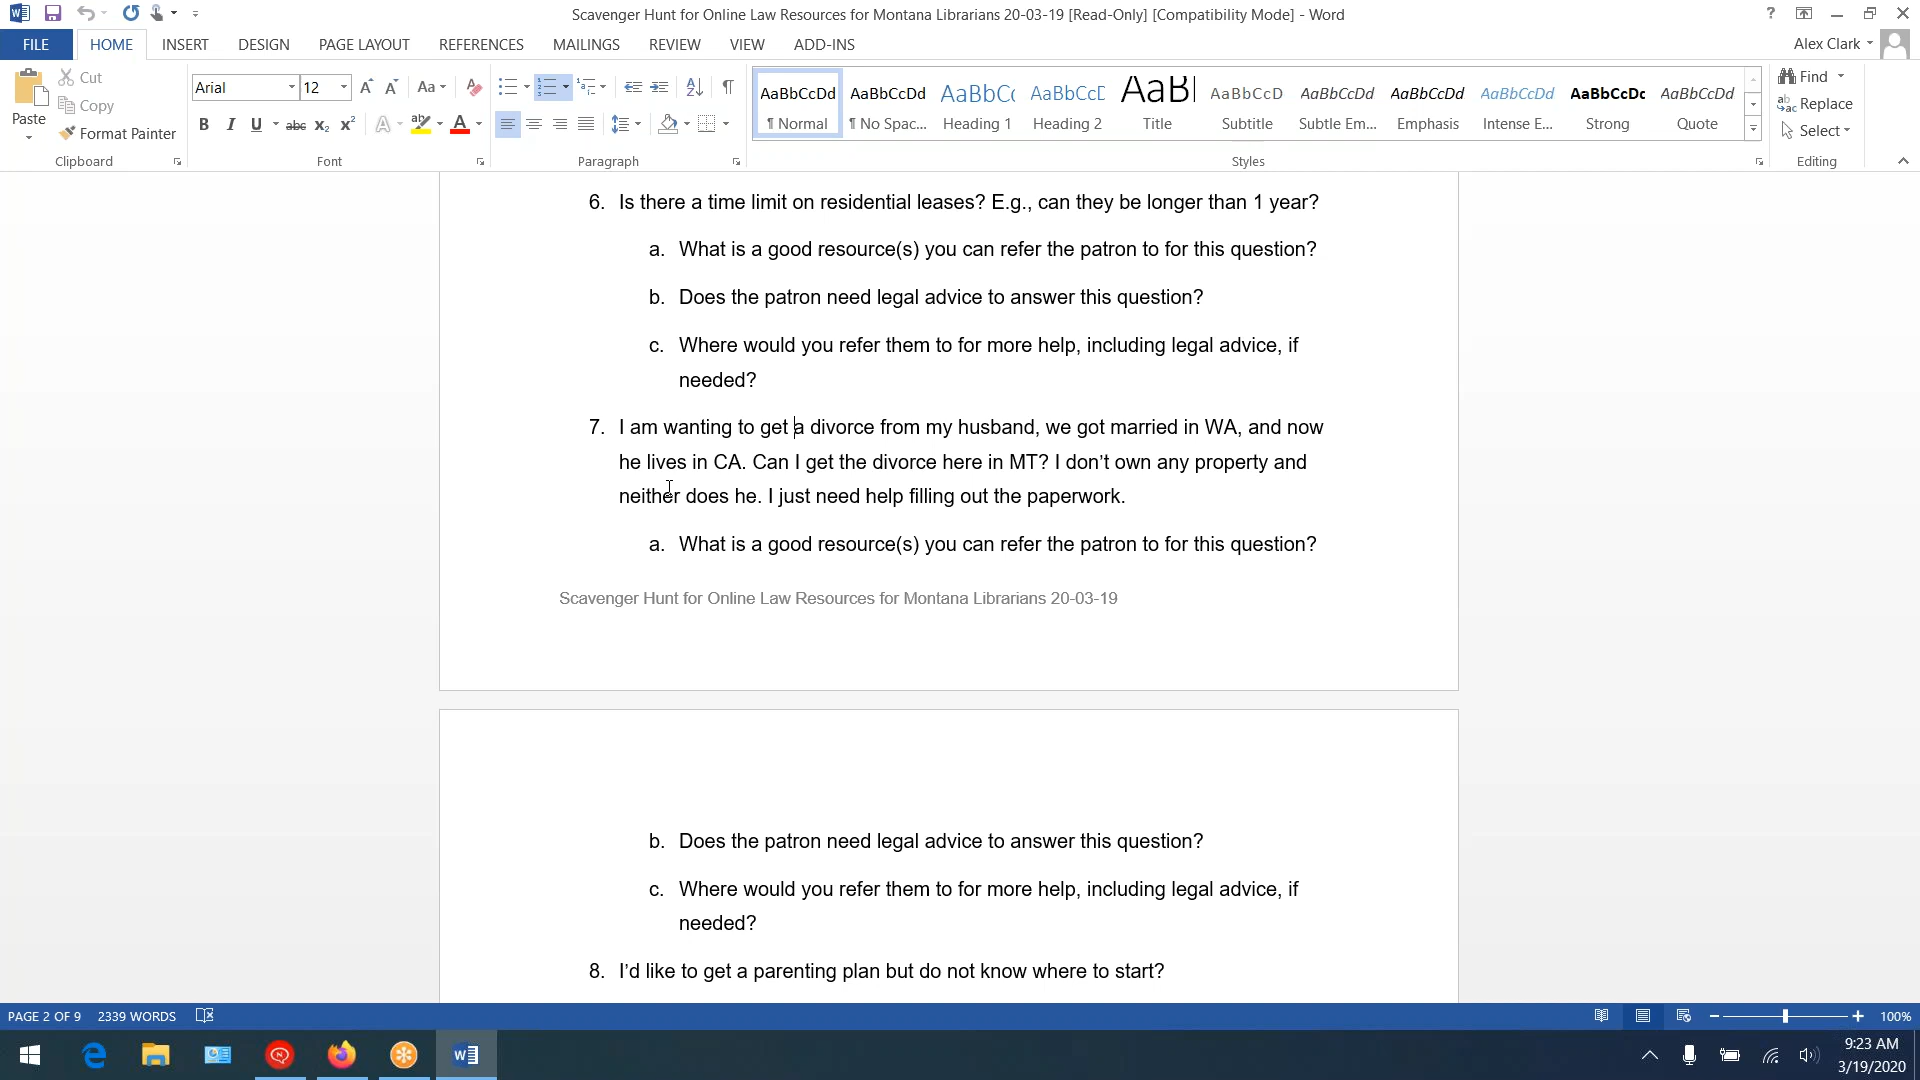 Scavenger Hunt for Online Law Resources for Montana Librarians 20-03-19 [Read-Only] [Compatibility Mode] - Word
FILE HOME INSERT DESIGN PAGE LAYOUT REFERENCES MAILINGS REVIEW VIEW ADD-INS Alex Clark
Paste Cut Copy Format Painter
Arial 12
AaBbCcDd AaBbCcDd AaBbC( AaBbCcC AaBl AaBbCcD AaBbCcDd AaBbCcDd AaBbCcDd AaBbCcDc AaBbCcDd
¶ Normal ¶ No Spac... Heading 1 Heading 2 Title Subtitle Subtle Em... Emphasis Intense E... Strong Quote
Find
Replace
Select
Clipboard Font Paragraph Styles Editing
6. Is there a time limit on residential leases? E.g., can they be longer than 1 year?
a. What is a good resource(s) you can refer the patron to for this question?
b. Does the patron need legal advice to answer this question?
c. Where would you refer them to for more help, including legal advice, if
needed?
7. I am wanting to get a divorce from my husband, we got married in WA, and now
he lives in CA. Can I get the divorce here in MT? I don’t own any property and
neither does he. I just need help filling out the paperwork.
a. What is a good resource(s) you can refer the patron to for this question?
Scavenger Hunt for Online Law Resources for Montana Librarians 20-03-19
b. Does the patron need legal advice to answer this question?
c. Where would you refer them to for more help, including legal advice, if
needed?
8. I’d like to get a parenting plan but do not know where to start?
PAGE 2 OF 9 2339 WORDS 100%
9:23 AM
3/19/2020